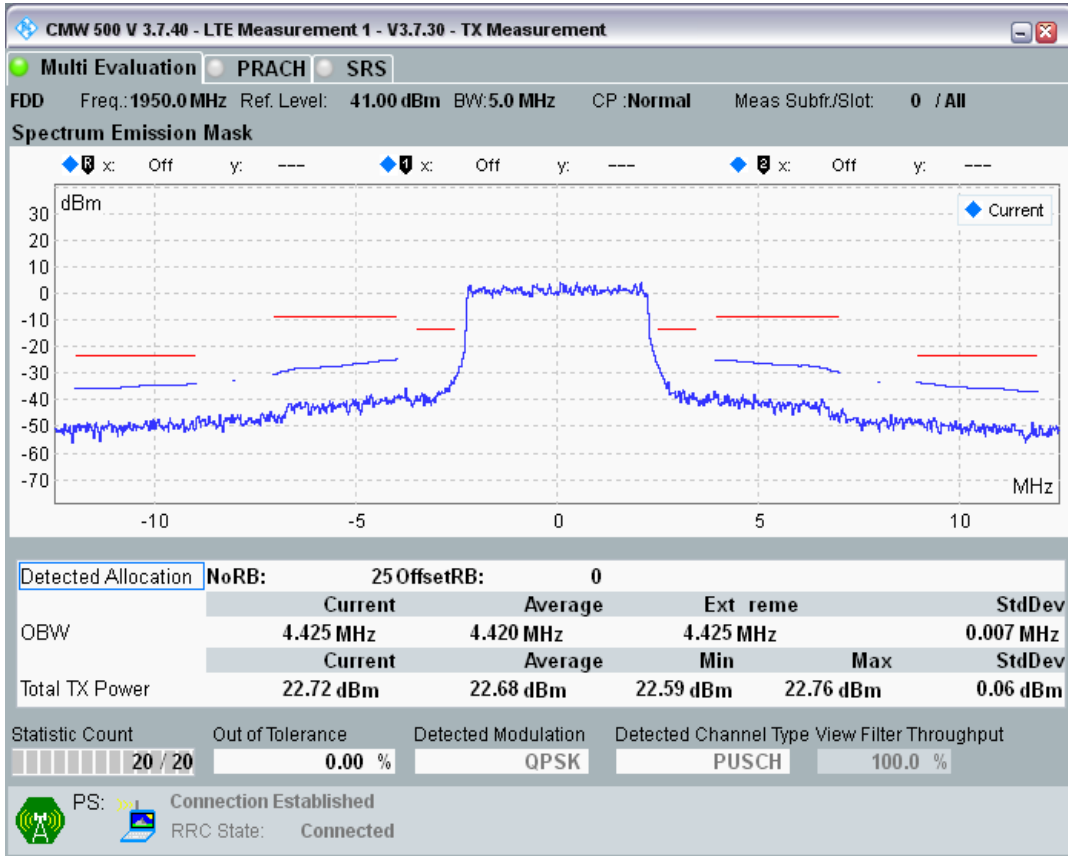 CMW 500 V 3.7.40 - LTE Measurement 1 - V3.7.30 - TX Measurement
Multi Evaluation PRACH SRS
FDD Freq.: 1950.0 MHz Ref. Level: 41.00 dBm BW: 5.0 MHz CP : Normal Meas Subfr./Slot: 0 / All
Spectrum Emission Mask
R x: Off y: --- 1 x: Off y: --- 2 x: Off y: ---
dBm
Current
30
20
10
0
-10
-20
-30
-40
-50
-60
-70
MHz
-10 -5 0 5 10
Detected Allocation NoRB: 25 OffsetRB: 0
Current Average Ext reme StdDev
OBW 4.425 MHz 4.420 MHz 4.425 MHz 0.007 MHz
Current Average Min Max StdDev
Total TX Power 22.72 dBm 22.68 dBm 22.59 dBm 22.76 dBm 0.06 dBm
Statistic Count Out of Tolerance Detected Modulation Detected Channel Type View Filter Throughput
20 / 20 0.00 % QPSK PUSCH 100.0 %
PS: Connection Established
RRC State: Connected